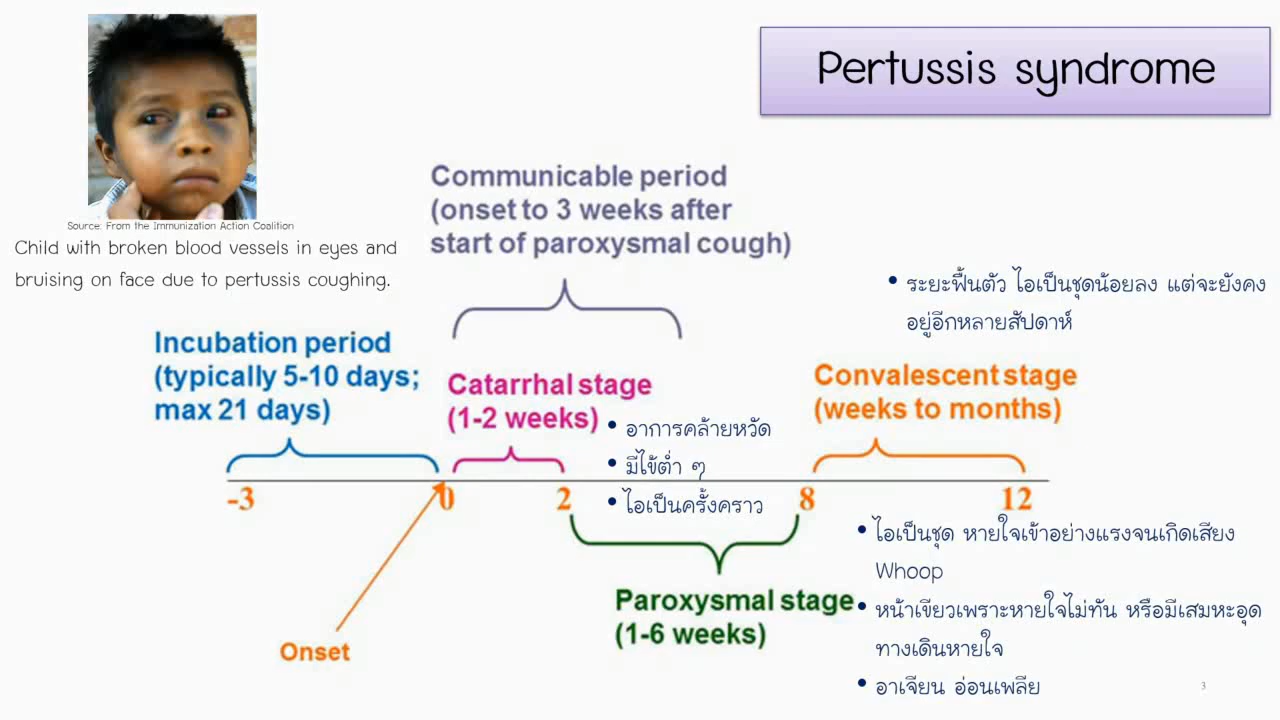 Pertussis syndrome
Source: From the Immunization Action Coalition
Child with broken blood vessels in eyes and
bruising on face due to pertussis coughing.
Communicable period
(onset to 3 weeks after
start of paroxysmal cough)
• ระยะฟื้นตัว ไอเป็นชุดน้อยลง แต่จะยังคง
อยู่อีกหลายสัปดาห์
Incubation period
(typically 5-10 days;
max 21 days)
Catarrhal stage
(1-2 weeks)
• อาการคล้ายหวัด
• มีไข้ต่ำ ๆ
• ไอเป็นครั้งคราว
Convalescent stage
(weeks to months)
-3 0 2 8 12
Onset
Paroxysmal stage
(1-6 weeks)
• ไอเป็นชุด หายใจเข้าอย่างแรงจนเกิดเสียง
Whoop
• หน้าเขียวเพราะหายใจไม่ทัน หรือมีเสมหะอุด
ทางเดินหายใจ
• อาเจียน อ่อนเพลีย
3